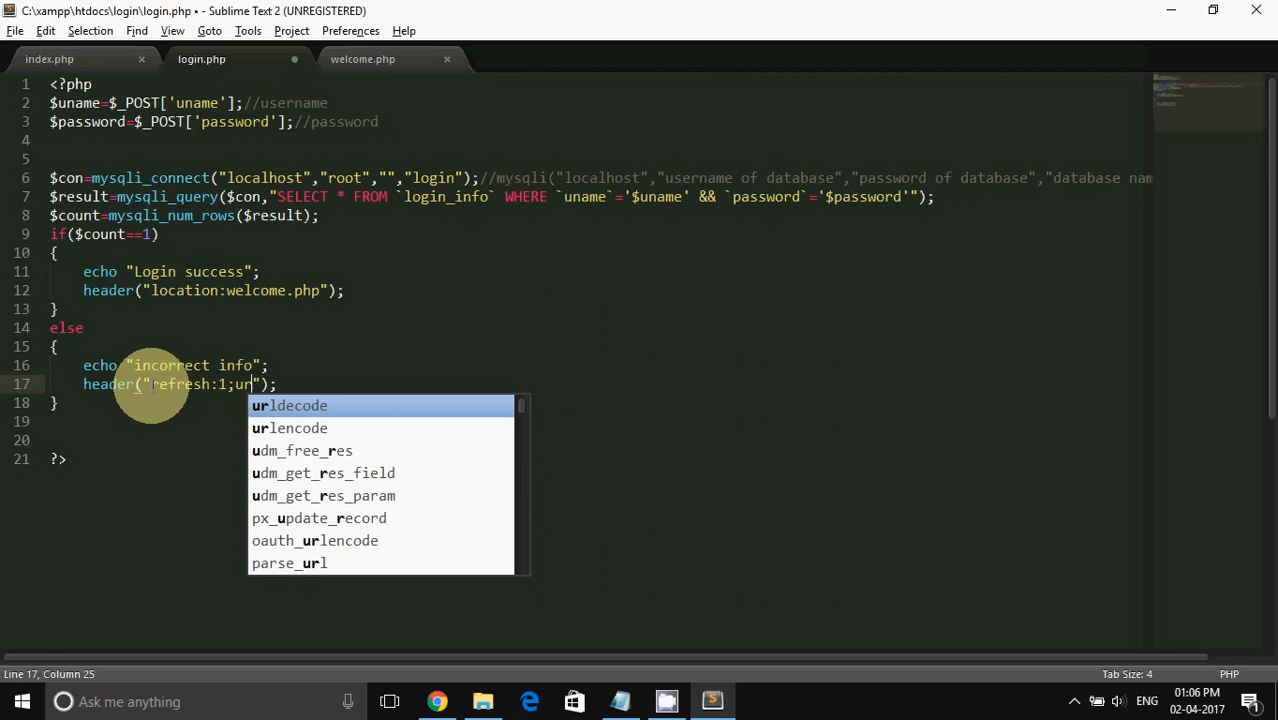 C:\xampp\htdocs\login\login.php • - Sublime Text 2 (UNREGISTERED)
File Edit Selection Find View Goto Tools Project Preferences Help
index.php login.php welcome.php
1 <?php
2 $uname=$_POST['uname'];//username
3 $password=$_POST['password'];//password
4
5
6 $con=mysqli_connect("localhost","root","","login");//mysqli("localhost","username of database","password of database","database nam
7 $result=mysqli_query($con,"SELECT * FROM `login_info` WHERE `uname`='$uname' && `password`='$password'");
8 $count=mysqli_num_rows($result);
9 if($count==1)
10 {
11 echo "Login success";
12 header("location:welcome.php");
13 }
14 else
15 {
16 echo "incorrect info";
17 header("refresh:1;ur");
18 }
19
20
21 ?>
urldecode
urlencode
udm_free_res
udm_get_res_field
udm_get_res_param
px_update_record
oauth_urlencode
parse_url
Line 17, Column 25 Tab Size: 4 PHP
Ask me anything ENG 01:06 PM
02-04-2017
1